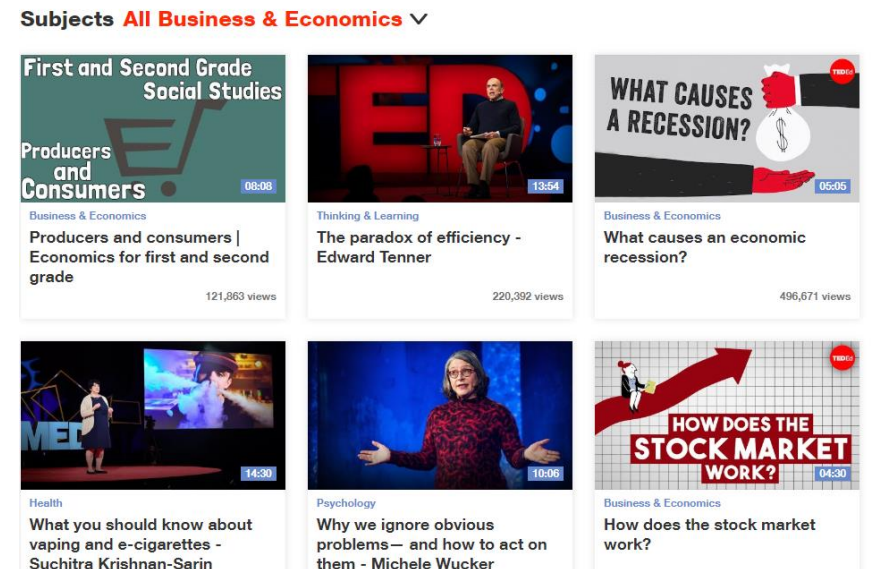 Subjects All Business & Economics
First and Second Grade
Social Studies
Producers
and
Consumers
08:08
TED
13:54
WHAT CAUSES
A RECESSION?
$
TEDEd
05:05
Business & Economics
Producers and consumers |
Economics for first and second
grade
121,863 views
Thinking & Learning
The paradox of efficiency -
Edward Tenner
220,392 views
Business & Economics
What causes an economic
recession?
496,671 views
MED
14:30
10:06
TEDEd
HOW DOES THE
STOCK MARKET
WORK?
04:30
Health
What you should know about
vaping and e-cigarettes -
Suchitra Krishnan-Sarin
Psychology
Why we ignore obvious
problems— and how to act on
them - Michele Wucker
Business & Economics
How does the stock market
work?